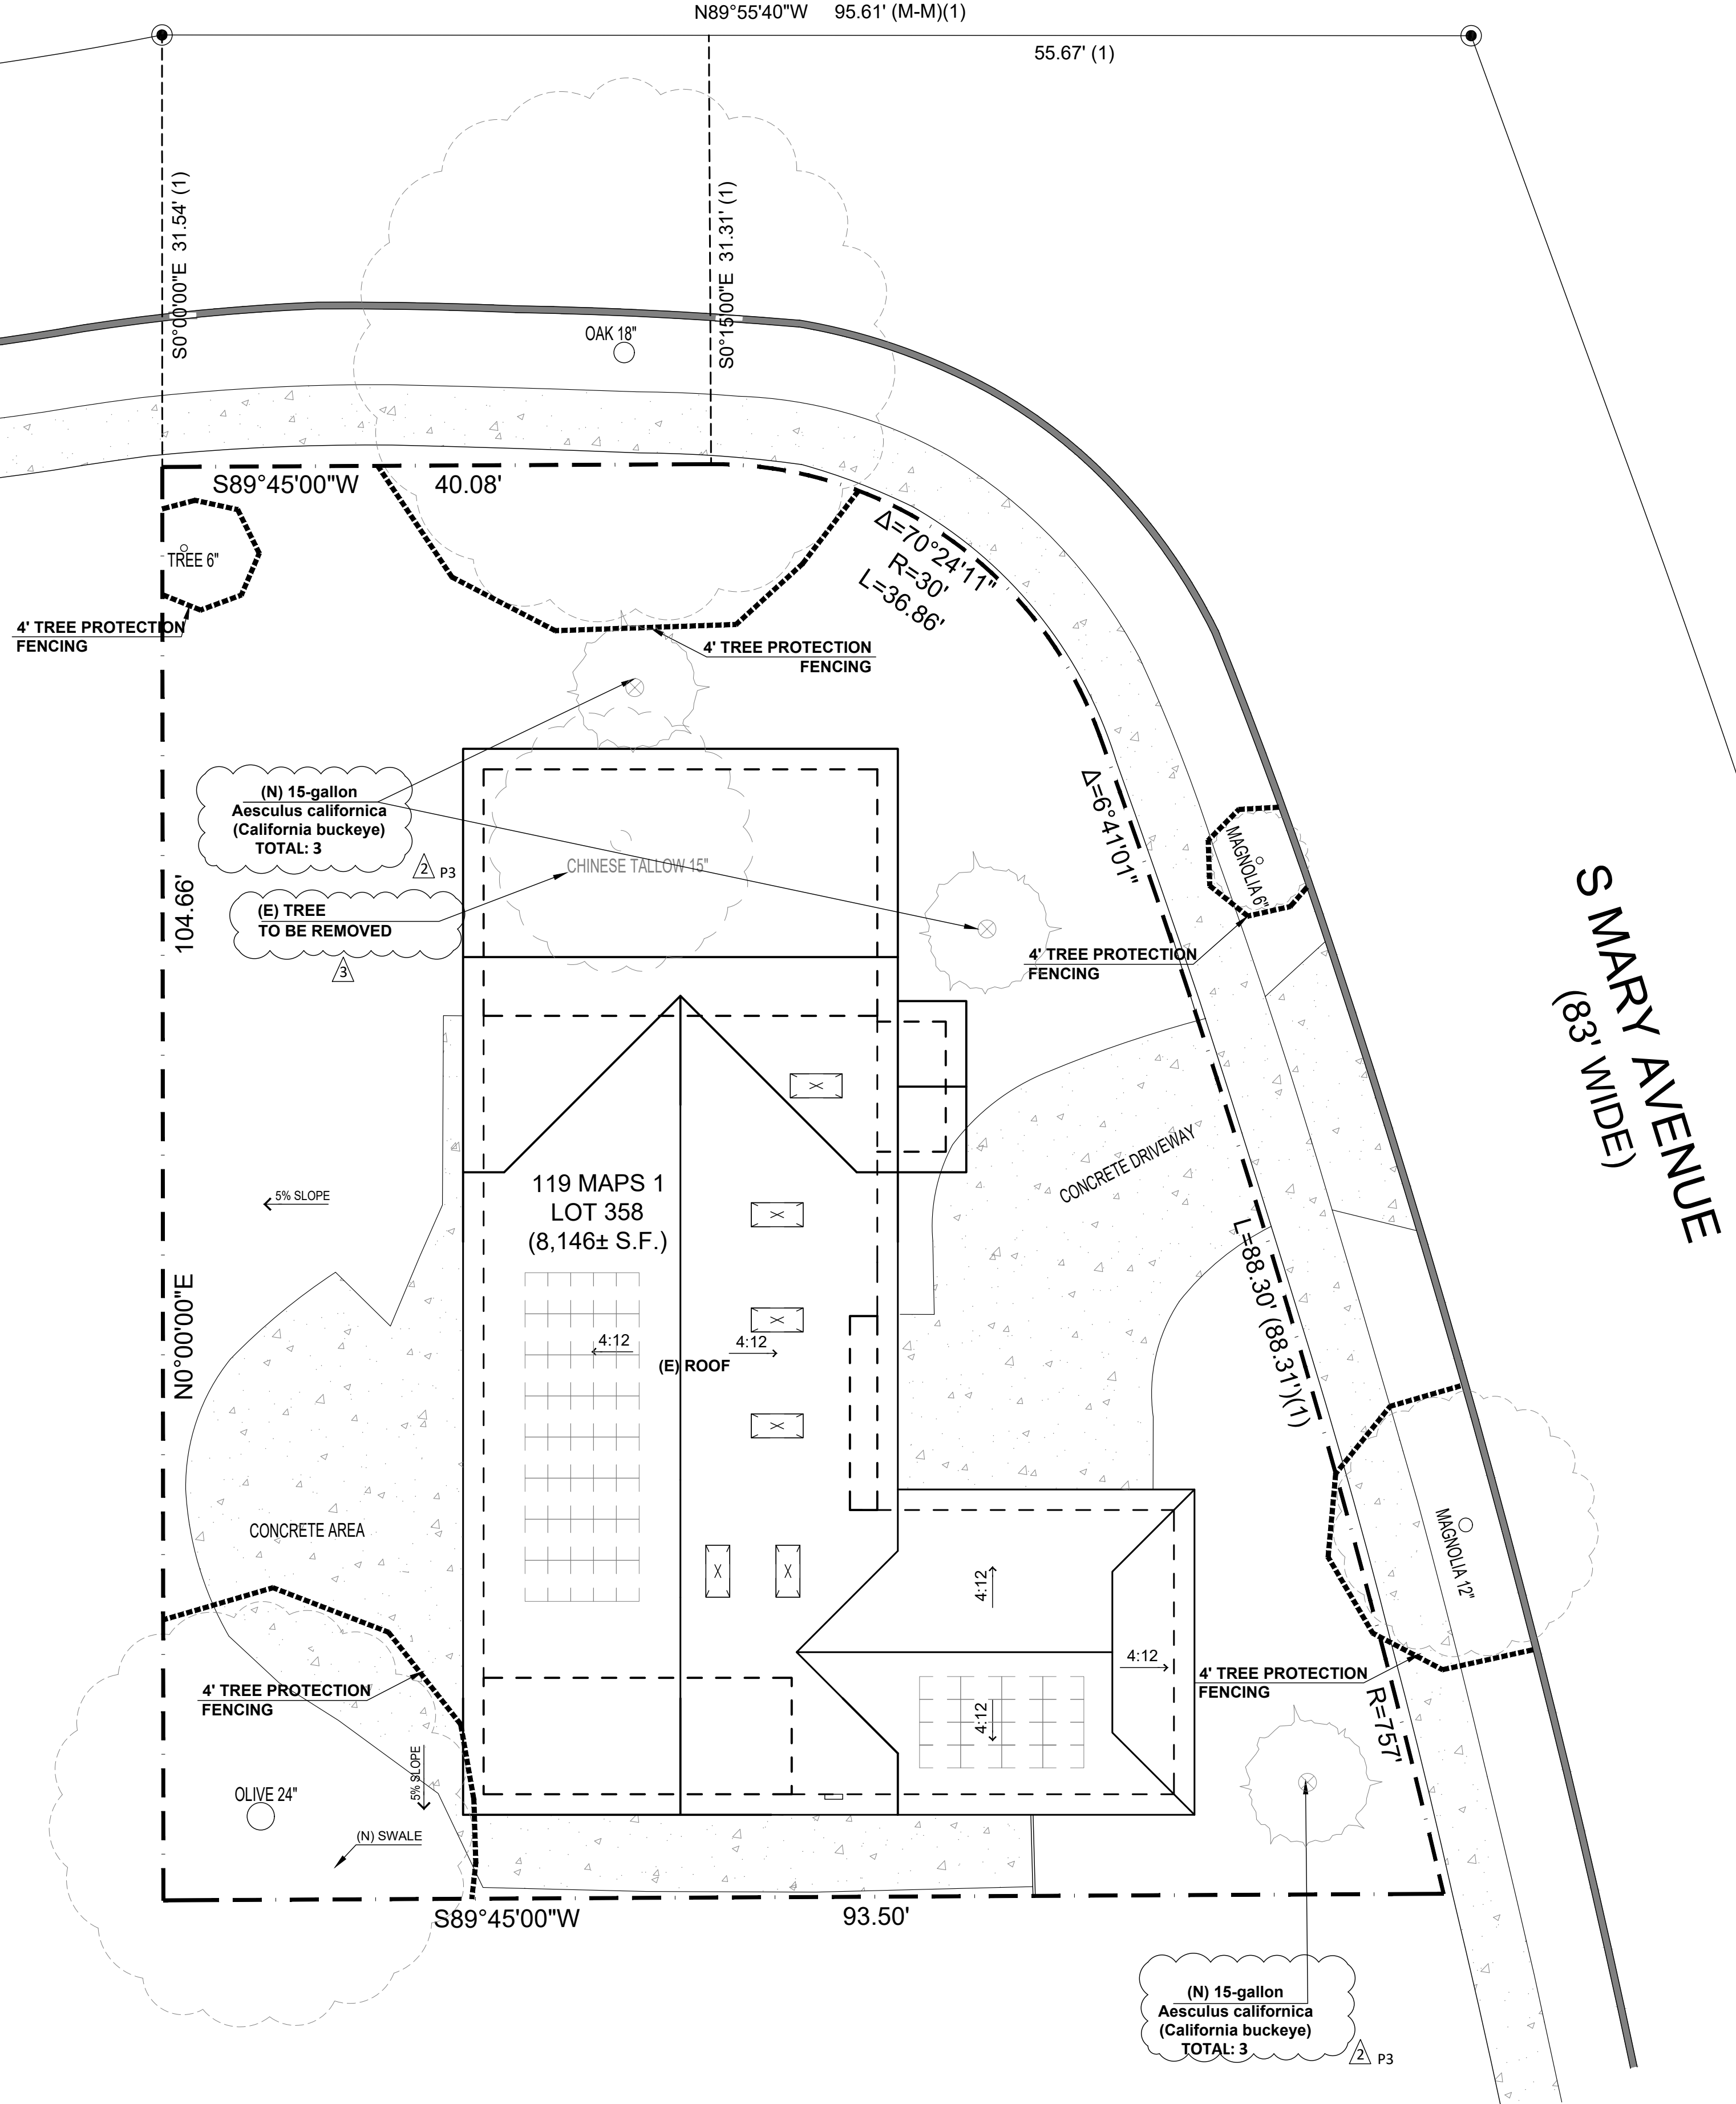 N89°55'40"W 95.61' (M-M)(1)
55.67' (1)
S0°00'00"E 31.54' (1)
S0°15'00"E 31.31' (1)
OAK 18"
S89°45'00"W 40.08'
TREE 6"
4' TREE PROTECTION
FENCING
4' TREE PROTECTION
FENCING
Δ=70°24'11"
R=30'
L=36.86'
(N) 15-gallon
Aesculus californica
(California buckeye)
TOTAL: 3
2 P3
CHINESE TALLOW 15"
(E) TREE
TO BE REMOVED
3
104.66'
N0°00'00"E
Δ=6°41'01"
MAGNOLIA 6"
4' TREE PROTECTION
FENCING
S MARY AVENUE
(83' WIDE)
CONCRETE DRIVEWAY
5% SLOPE
119 MAPS 1
LOT 358
(8,146± S.F.)
L=88.30' (88.31')(1)
4:12
4:12
(E) ROOF
CONCRETE AREA
MAGNOLIA 12"
4:12
4:12
4:12
4' TREE PROTECTION
FENCING
4' TREE PROTECTION
FENCING
R=757'
5% SLOPE
OLIVE 24"
(N) SWALE
S89°45'00"W 93.50'
(N) 15-gallon
Aesculus californica
(California buckeye)
TOTAL: 3
2 P3